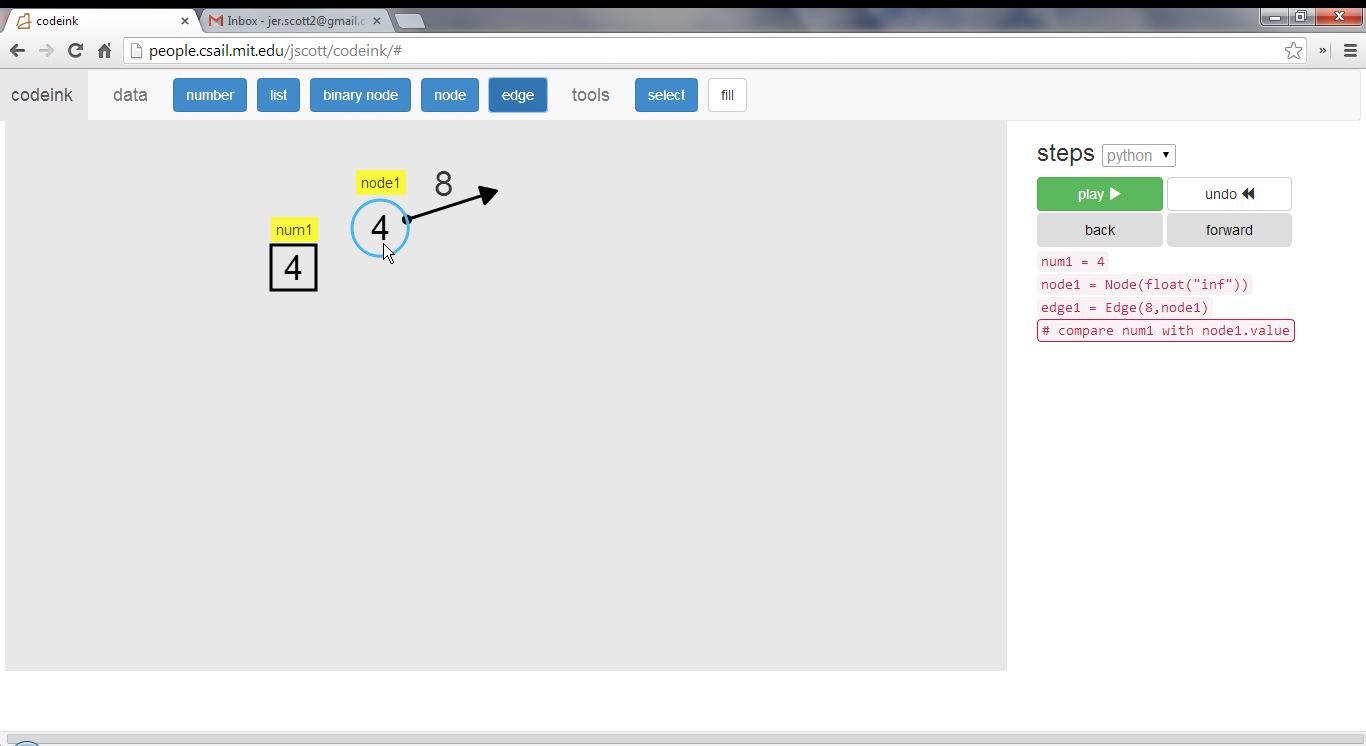 codeink
Inbox - jer.scott2@gmail.c
people.csail.mit.edu/jscott/codeink/#
»
codeink data number list binary node node edge tools select fill
steps python
play undo
back forward
num1 = 4
node1 = Node(float("inf"))
edge1 = Edge(8,node1)
# compare num1 with node1.value
node1
8
4
num1
4